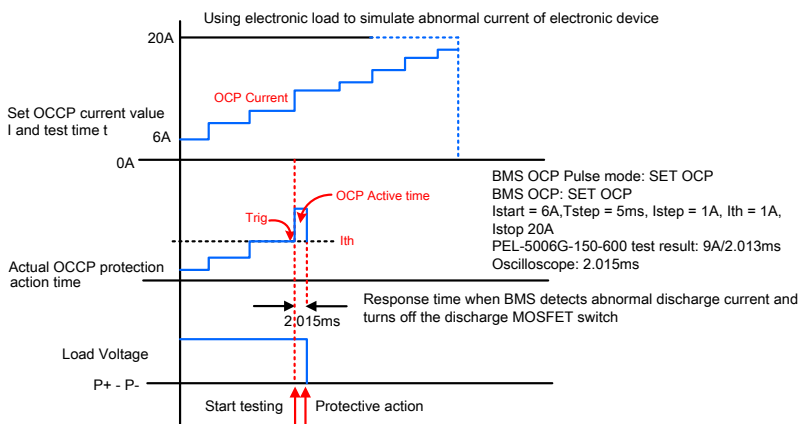 Using electronic load to simulate abnormal current of electronic device
20A
OCP Current
Set OCCP current value
I and test time t
6A
0A
BMS OCP Pulse mode: SET OCP
BMS OCP: SET OCP
Istart = 6A,Tstep = 5ms, Istep = 1A, Ith = 1A,
Istop 20A
PEL-5006G-150-600 test result: 9A/2.013ms
Oscilloscope: 2.015ms
OCP Active time
Trig
Ith
Actual OCCP protection
action time
Response time when BMS detects abnormal discharge current and
turns off the discharge MOSFET switch
2.015ms
Load Voltage
P+ - P-
Start testing
Protective action